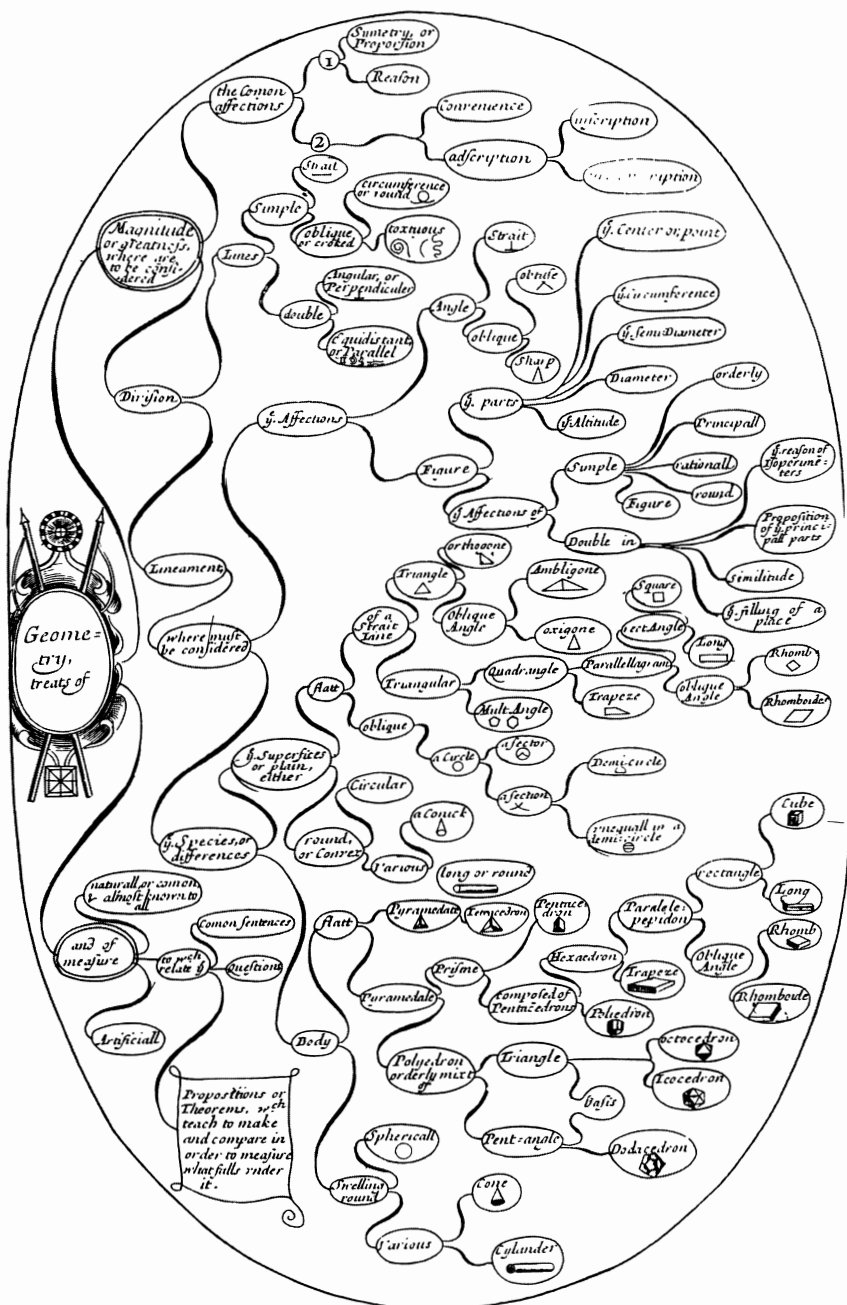 Sumetry, or
Proportion
1
Reason
the Comon
affections
2
Convenience
adscription
inscription
Strait
Simple
circumference
or round
oblique
or croked
toxtuous
Magnitude
or greatness,
where are
to be consi-
dered
Lines
double
Angular, or
Perpendiculer
Equidistant,
or Parallel
Strait
Angle
obtuse
oblique
Sharp
ẙ. Center or point
ẙ. circumference
ẙ. Semi Diameter
Diameter
ẙ. Altitude
ẙ. parts
Division
ẙ. Affections
Figure
ẙ Affections of
Simple
orderly
Principall
rationall
round
Figure
Double in
ẙ. reason of
Isoperime=
ters
Proposition
of ẙ. princi=
pall parts
similitude
ẙ. filling of a
place
Geome=
try,
treats of
Lineament
where must
be considered
of a
Strait
Line
Triangle
orthogone
Oblique
Angle
Ambligone
oxigone
flatt
Triangular
Quadrangle
Parallellagram
Square
Long
oblique
Angle
Rhomb
Rhomboides
Trapeze
Mult. Angle
oblique
a Circle
a sector
a section
Demi-circle
vnequall in a
demi-circle
ẙ. Superfices
or plain,
either
Circular
round,
or Convex
Various
a Conick
long or round
ẙ. Species, or
differences
naturall, or comon
& almost known to
all
and of
measure
to wch
relate ẙ
Comon sentences
Questions
Artificiall
Propositions or
Theorems, wch
teach to make
and compare in
order to measure
what falls vnder
it.
Body
flatt
Pyramedate
Pyramedale
Prisme
Pentace
dron
composed of
Pentacedrons
Hexaedron
Poliedron
Paralele=
pepidon
Trapeze
rectangle
Cube
Long
Oblique
Angle
Rhomb
Rhomboide
Polyedron
orderly mixt
of
Triangle
octocedron
Icocedron
basis
Pent=angle
Dodacedron
Swelling
round
Sphericall
Various
Cone
Cylander